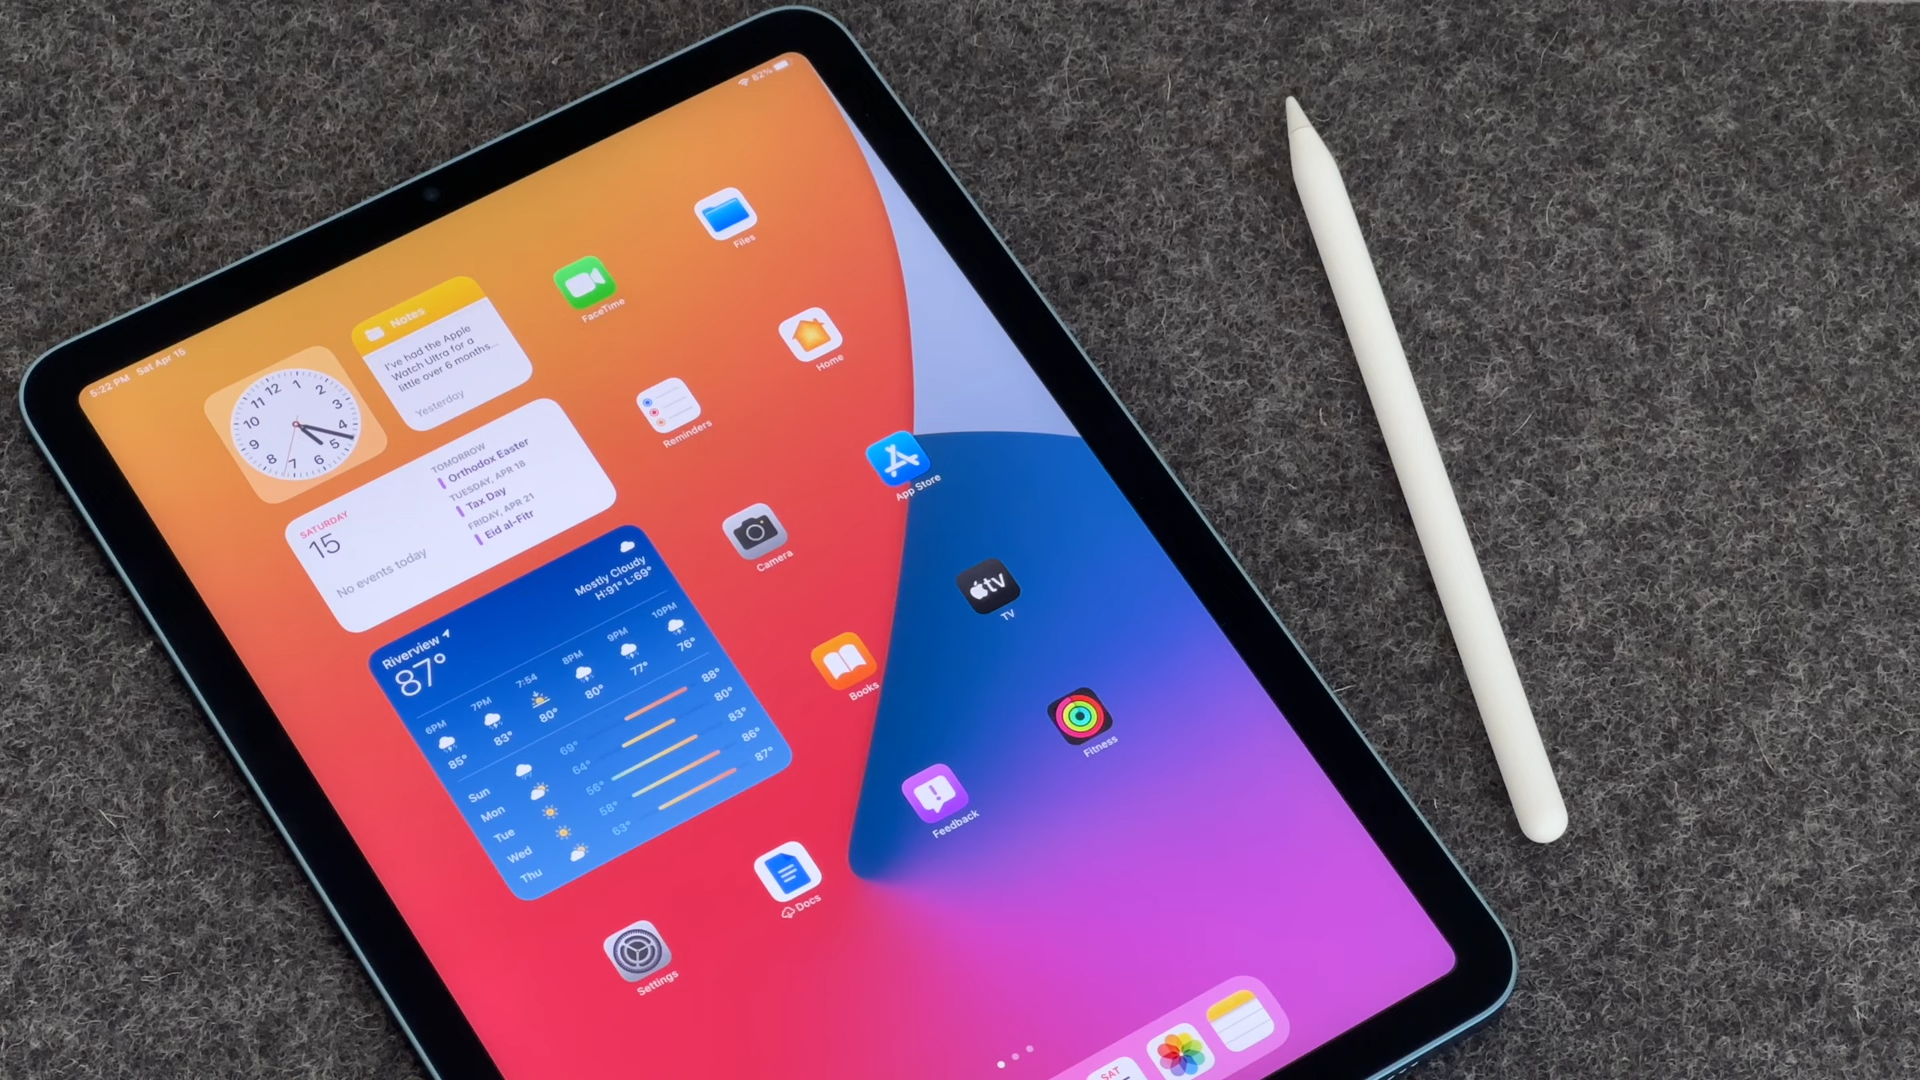 5:22 PM Sat Apr 15
82%
12 1 2 3 4 5 6 7 8 9 10 11
Notes
I've had the Apple
Watch Ultra for a
little over 6 months...
Yesterday
FaceTime
Files
SATURDAY
15
No events today
TOMORROW
Orthodox Easter
TUESDAY, APR 18
Tax Day
FRIDAY, APR 21
Eid al-Fitr
Reminders
Home
Riverview
87°
Mostly Cloudy
H:91° L:69°
6PM 7PM 7:54 8PM 9PM 10PM
85° 83° 80° 80° 77° 76°
Sun 69° 88°
Mon 64° 80°
Tue 56° 83°
Wed 58° 86°
Thu 63° 87°
Camera
App Store
Books
tv
TV
Settings
Docs
Feedback
Fitness
SAT